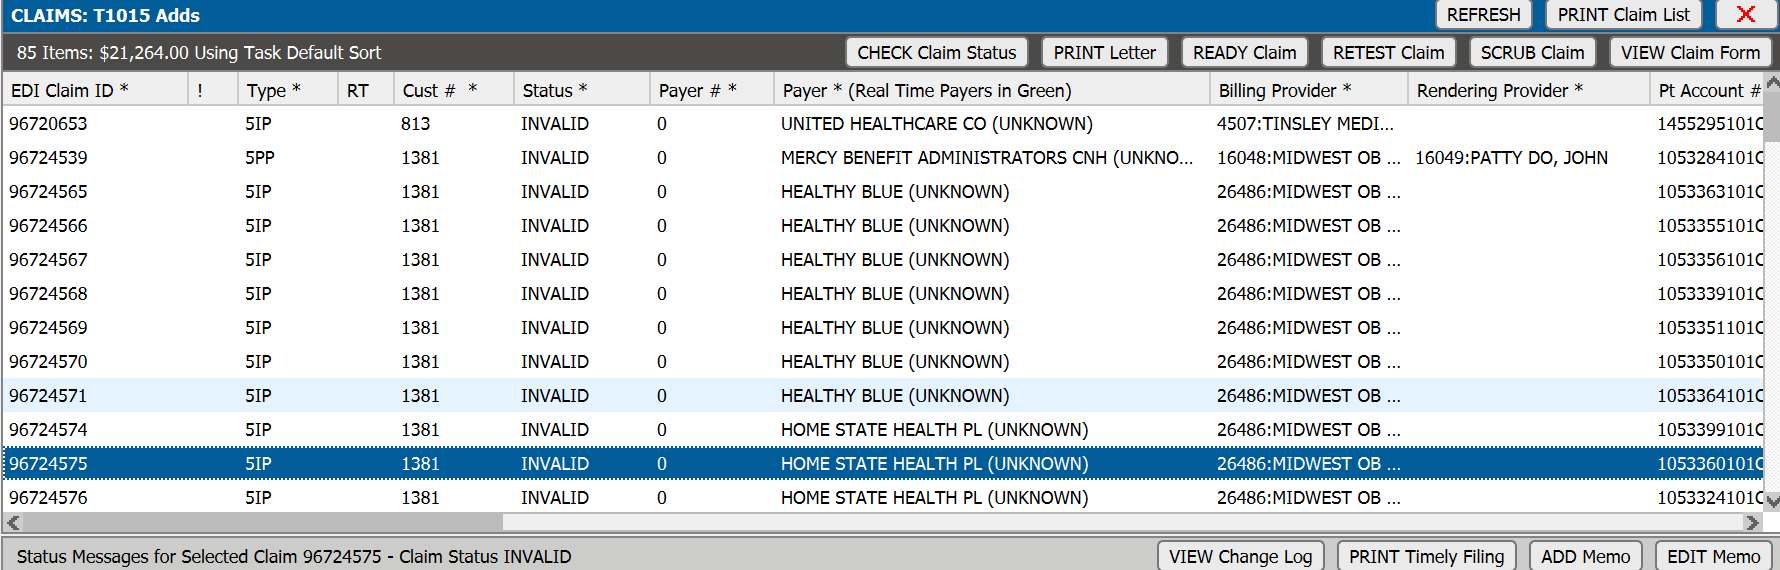 CLAIMS: T1015 Adds REFRESH PRINT Claim List X
85 Items: $21,264.00 Using Task Default Sort CHECK Claim Status PRINT Letter READY Claim RETEST Claim SCRUB Claim VIEW Claim Form
EDI Claim ID * ! Type * RT Cust # * Status * Payer # * Payer * (Real Time Payers in Green) Billing Provider * Rendering Provider * Pt Account #
96720653 5IP 813 INVALID 0 UNITED HEALTHCARE CO (UNKNOWN) 4507:TINSLEY MEDI... 1455295101C
96724539 5PP 1381 INVALID 0 MERCY BENEFIT ADMINISTRATORS CNH (UNKNO... 16048:MIDWEST OB ... 16049:PATTY DO, JOHN 1053284101C
96724565 5IP 1381 INVALID 0 HEALTHY BLUE (UNKNOWN) 26486:MIDWEST OB ... 1053363101C
96724566 5IP 1381 INVALID 0 HEALTHY BLUE (UNKNOWN) 26486:MIDWEST OB ... 1053355101C
96724567 5IP 1381 INVALID 0 HEALTHY BLUE (UNKNOWN) 26486:MIDWEST OB ... 1053356101C
96724568 5IP 1381 INVALID 0 HEALTHY BLUE (UNKNOWN) 26486:MIDWEST OB ... 1053339101C
96724569 5IP 1381 INVALID 0 HEALTHY BLUE (UNKNOWN) 26486:MIDWEST OB ... 1053351101C
96724570 5IP 1381 INVALID 0 HEALTHY BLUE (UNKNOWN) 26486:MIDWEST OB ... 1053350101C
96724571 5IP 1381 INVALID 0 HEALTHY BLUE (UNKNOWN) 26486:MIDWEST OB ... 1053364101C
96724574 5IP 1381 INVALID 0 HOME STATE HEALTH PL (UNKNOWN) 26486:MIDWEST OB ... 1053399101C
96724575 5IP 1381 INVALID 0 HOME STATE HEALTH PL (UNKNOWN) 26486:MIDWEST OB ... 1053360101C
96724576 5IP 1381 INVALID 0 HOME STATE HEALTH PL (UNKNOWN) 26486:MIDWEST OB ... 1053324101C
Status Messages for Selected Claim 96724575 - Claim Status INVALID VIEW Change Log PRINT Timely Filing ADD Memo EDIT Memo